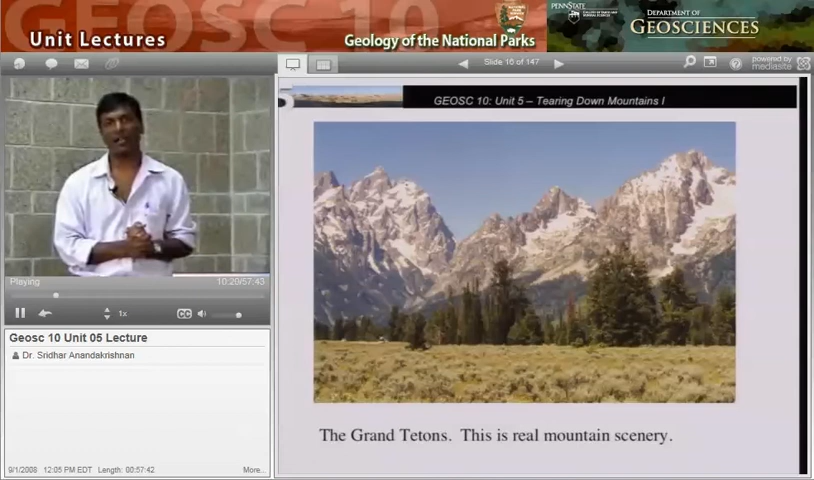 GEOSC 10
Unit Lectures
Geology of the National Parks
PENNSTATE
DEPARTMENT OF
GEOSCIENCES
Slide 16 of 147
powered by
mediasite
5
GEOSC 10: Unit 5 – Tearing Down Mountains I
Playing
10:20/57:43
1x
CC
Geosc 10 Unit 05 Lecture
Dr. Sridhar Anandakrishnan
9/1/2008 12:05 PM EDT Length: 00:57:42
More...
The Grand Tetons. This is real mountain scenery.